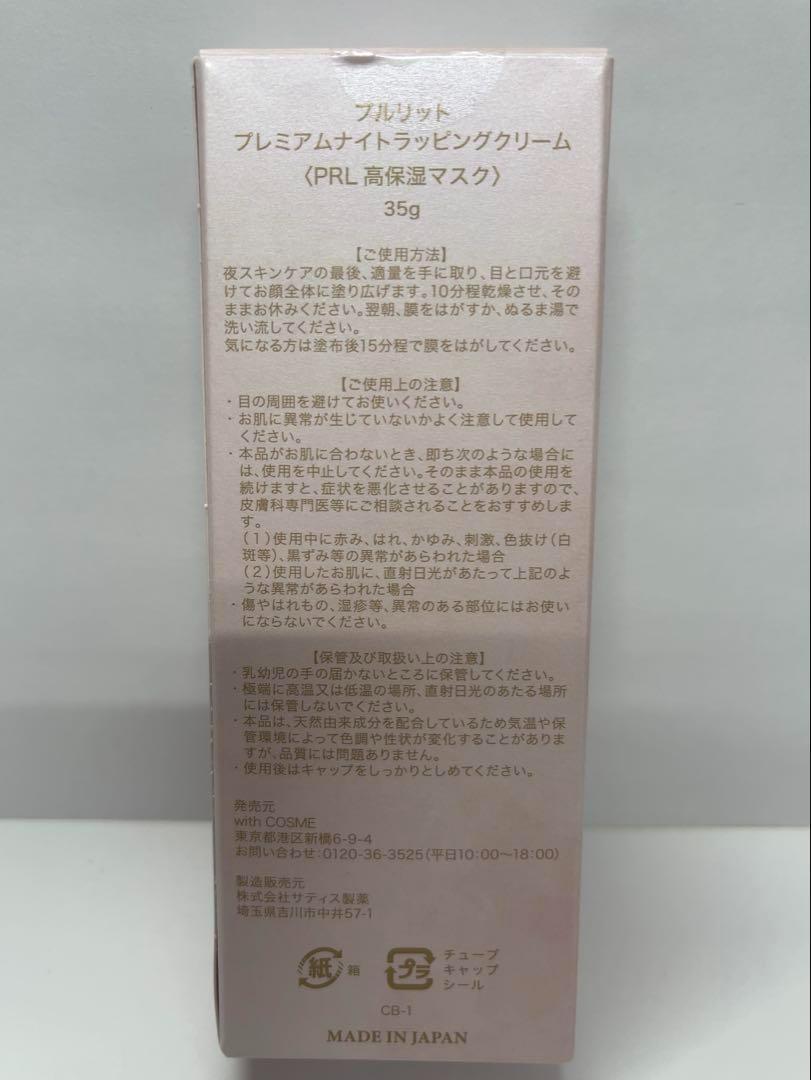 プルリット
プレミアムナイトラッピングクリーム
〈PRL 高保湿マスク〉
35g
【ご使用方法】
夜スキンケアの最後、適量を手に取り、目と口元を避
けてお顔全体に塗り広げます。10分程乾燥させ、その
ままお休みください。翌朝、膜をはがすか、ぬるま湯で
洗い流してください。
気になる方は塗布後15分程で膜をはがしてください。
【ご使用上の注意】
・目の周囲を避けてお使いください。
・お肌に異常が生じていないかよく注意して使用して
ください。
・本品がお肌に合わないとき、即ち次のような場合に
は、使用を中止してください。そのまま本品の使用を
続けますと、症状を悪化させることがありますので、
皮膚科専門医等にご相談されることをおすすめしま
す。
（1）使用中に赤み、はれ、かゆみ、刺激、色抜け（白
斑等）、黒ずみ等の異常があらわれた場合
（2）使用したお肌に、直射日光があたって上記のよ
うな異常があらわれた場合
・傷やはれもの、湿疹等、異常のある部位にはお使い
にならないでください。
【保管及び取扱い上の注意】
・乳幼児の手の届かないところに保管してください。
・極端に高温又は低温の場所、直射日光のあたる場所
には保管しないでください。
・本品は、天然由来成分を配合しているため気温や保
管環境によって色調や性状が変化することがありま
すが、品質には問題ありません。
・使用後はキャップをしっかりとしめてください。
発売元
with COSME
東京都港区新橋6-9-4
お問い合わせ：0120-36-3525（平日10：00〜18：00）
製造販売元
株式会社サティス製薬
埼玉県吉川市中井57-1
紙 箱
プラ チューブ
キャップ
シール
CB-1
MADE IN JAPAN